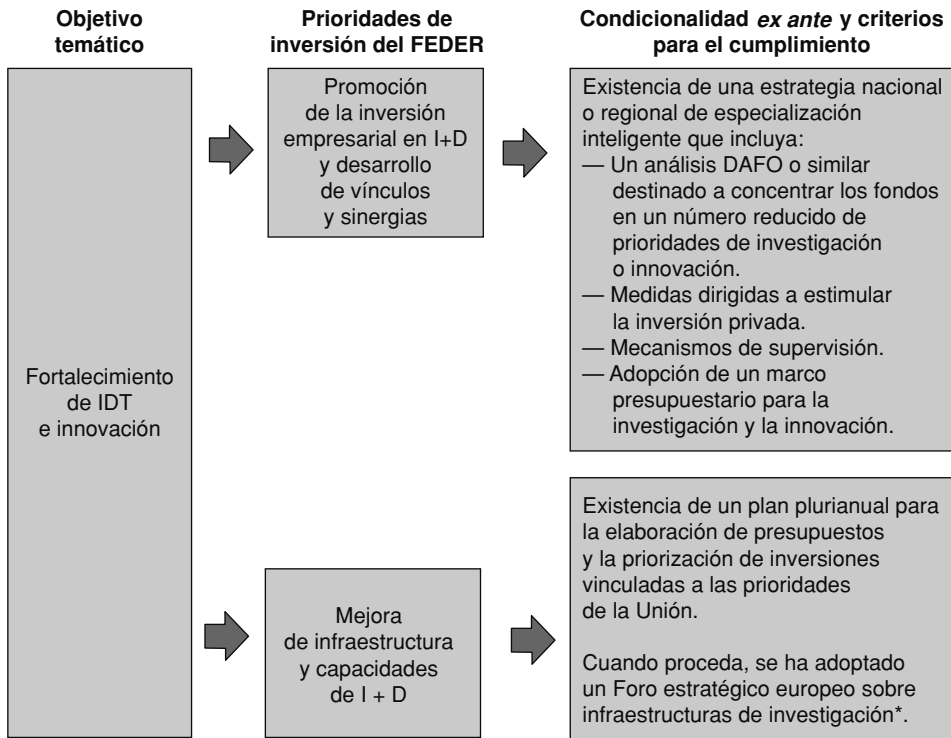 Objetivo
temático
Prioridades de
inversión del FEDER
Condicionalidad ex ante y criterios
para el cumplimiento
Fortalecimiento
de IDT
e innovación
Promoción
de la inversión
empresarial en I+D
y desarrollo
de vínculos
y sinergias
Existencia de una estrategia nacional
o regional de especialización
inteligente que incluya:
— Un análisis DAFO o similar
destinado a concentrar los fondos
en un número reducido de
prioridades de investigación
o innovación.
— Medidas dirigidas a estimular
la inversión privada.
— Mecanismos de supervisión.
— Adopción de un marco
presupuestario para la
investigación y la innovación.
Mejora
de infraestructura
y capacidades
de I + D
Existencia de un plan plurianual para
la elaboración de presupuestos
y la priorización de inversiones
vinculadas a las prioridades
de la Unión.
Cuando proceda, se ha adoptado
un Foro estratégico europeo sobre
infraestructuras de investigación*.